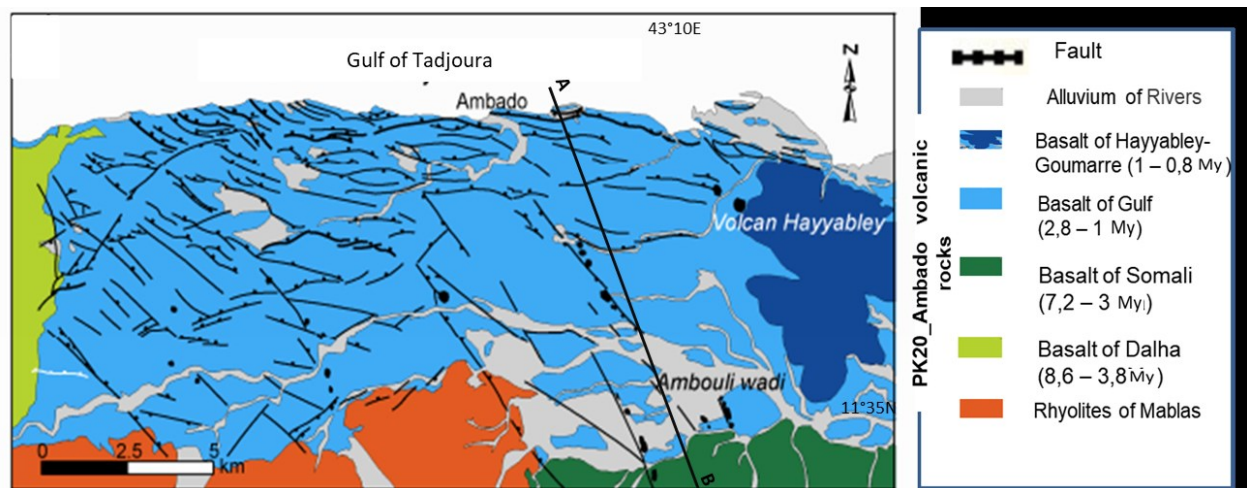 43°10E
Gulf of Tadjoura
Z
A
Ambado
Volcan Hayyabley
Ambouli wadi
11°35N
0 2.5 5
km
B
PK20_Ambado volcanic
rocks
Fault
Alluvium of Rivers
Basalt of Hayyabley-
Goumarre (1 – 0,8 My)
Basalt of Gulf
(2,8 – 1 My)
Basalt of Somali
(7,2 – 3 My)
Basalt of Dalha
(8,6 – 3,8 My)
Rhyolites of Mablas